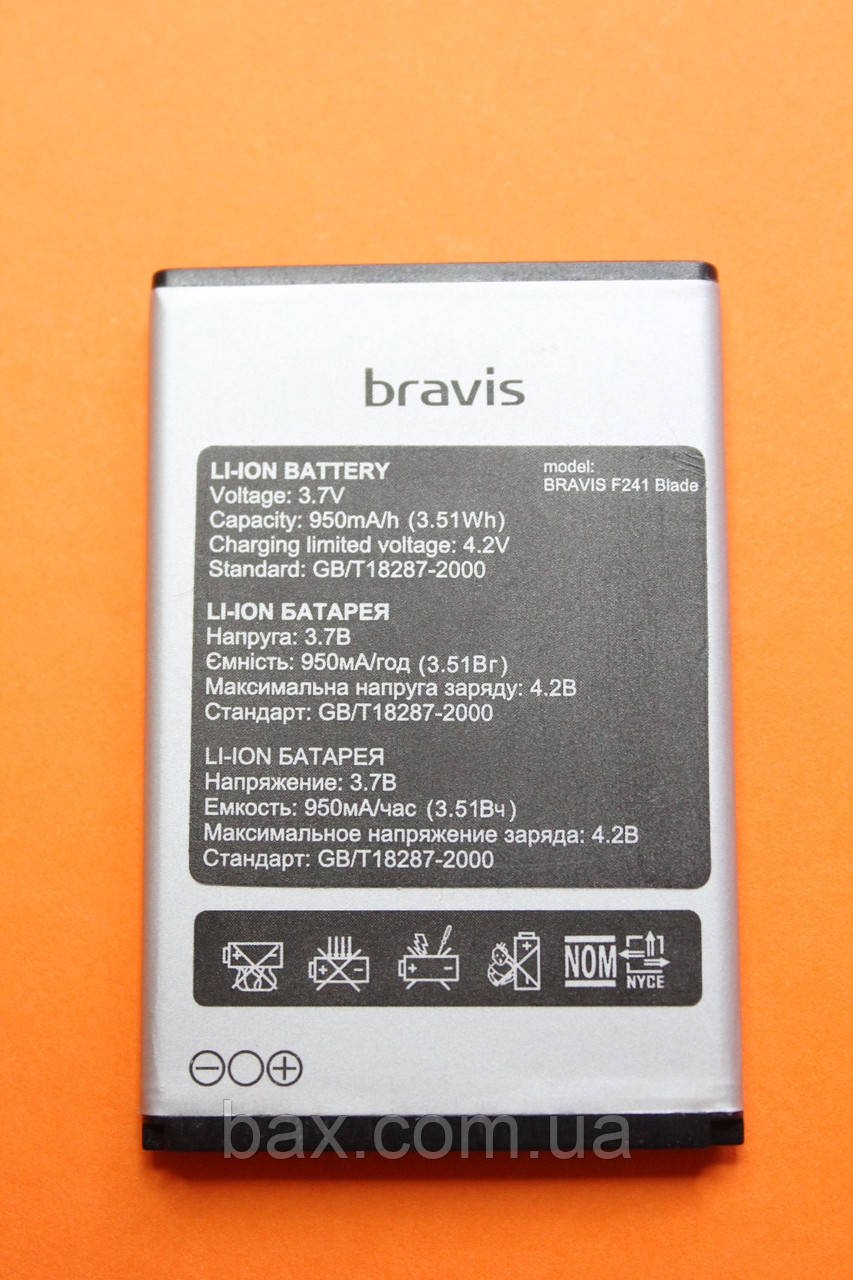 bravis
LI-ION BATTERY
Voltage: 3.7V
Capacity: 950mA/h (3.51Wh)
Charging limited voltage: 4.2V
Standard: GB/T18287-2000
model:
BRAVIS F241 Blade
LI-ION БАТАРЕЯ
Напруга: 3.7В
Ємність: 950мА/год (3.51Вг)
Максимальна напруга заряду: 4.2В
Стандарт: GB/T18287-2000
LI-ION БАТАРЕЯ
Напряжение: 3.7В
Емкость: 950мА/час (3.51Вч)
Максимальное напряжение заряда: 4.2В
Стандарт: GB/T18287-2000
NOM
NYCE
bax.com.ua